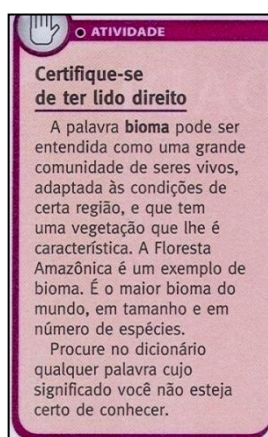 ATIVIDADE
Certifique-se
de ter lido direito
A palavra bioma pode ser
entendida como uma grande
comunidade de seres vivos,
adaptada às condições de
certa região, e que tem
uma vegetação que lhe é
característica. A Floresta
Amazônica é um exemplo de
bioma. É o maior bioma do
mundo, em tamanho e em
número de espécies.
Procure no dicionário
qualquer palavra cujo
significado você não esteja
certo de conhecer.